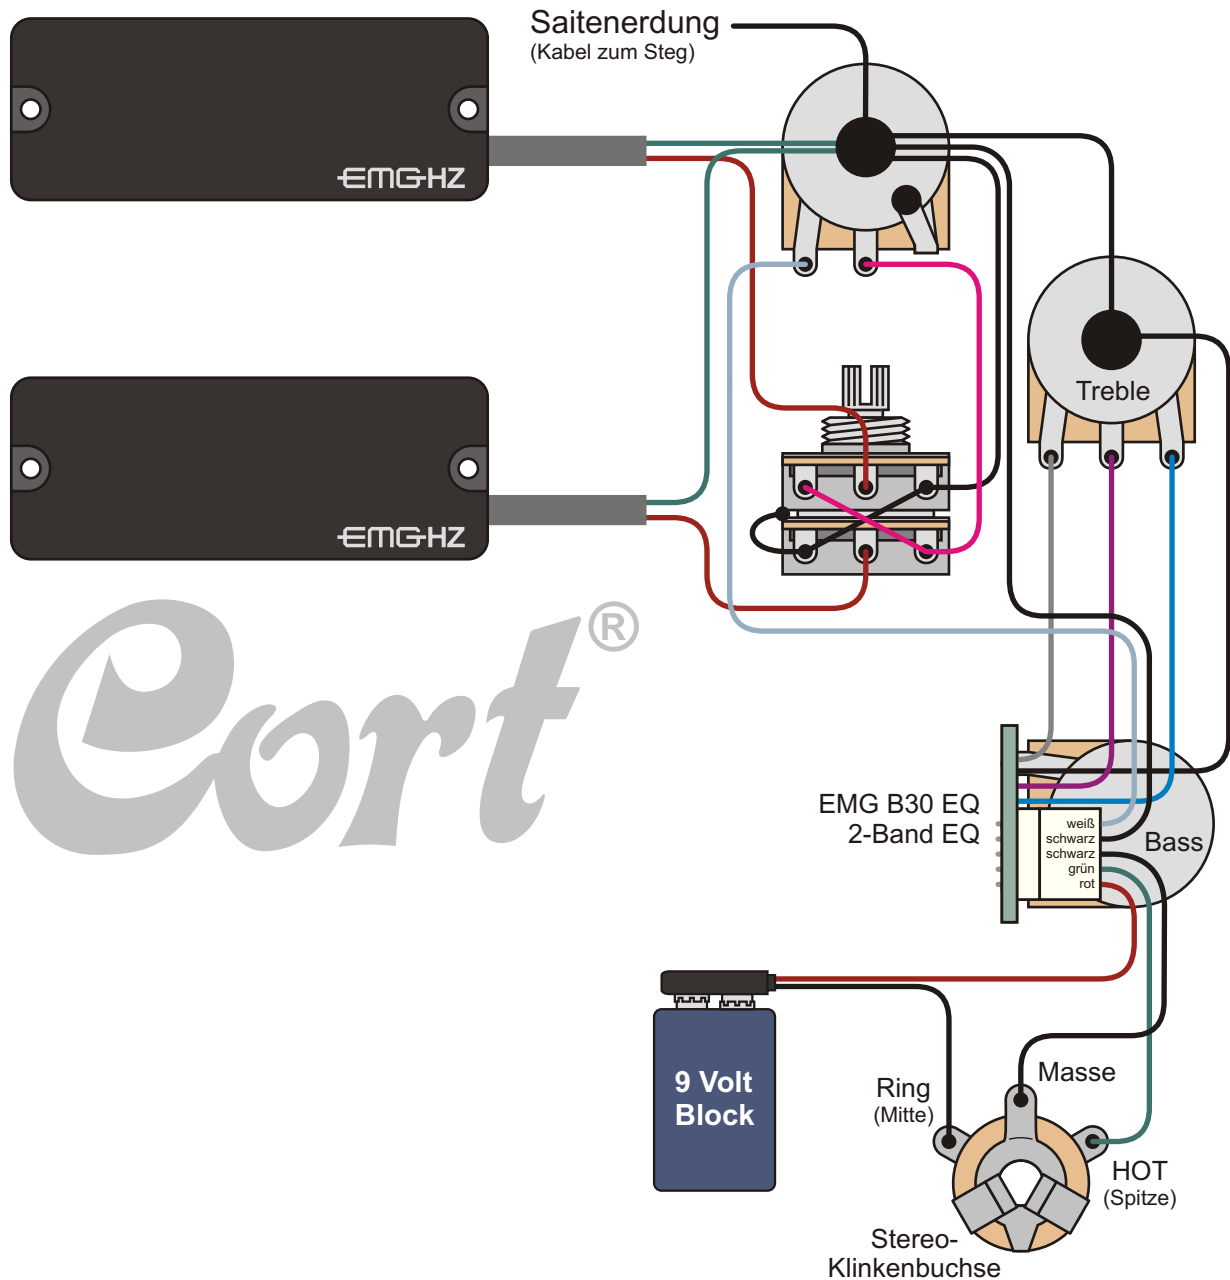 Saitenerdung
(Kabel zum Steg)
EMG-HZ
Treble
EMG-HZ
Cort®
EMG B30 EQ
2-Band EQ
weiß
schwarz
schwarz
grün
rot
Bass
9 Volt
Block
Ring
(Mitte)
Masse
HOT
(Spitze)
Stereo-
Klinkenbuchse